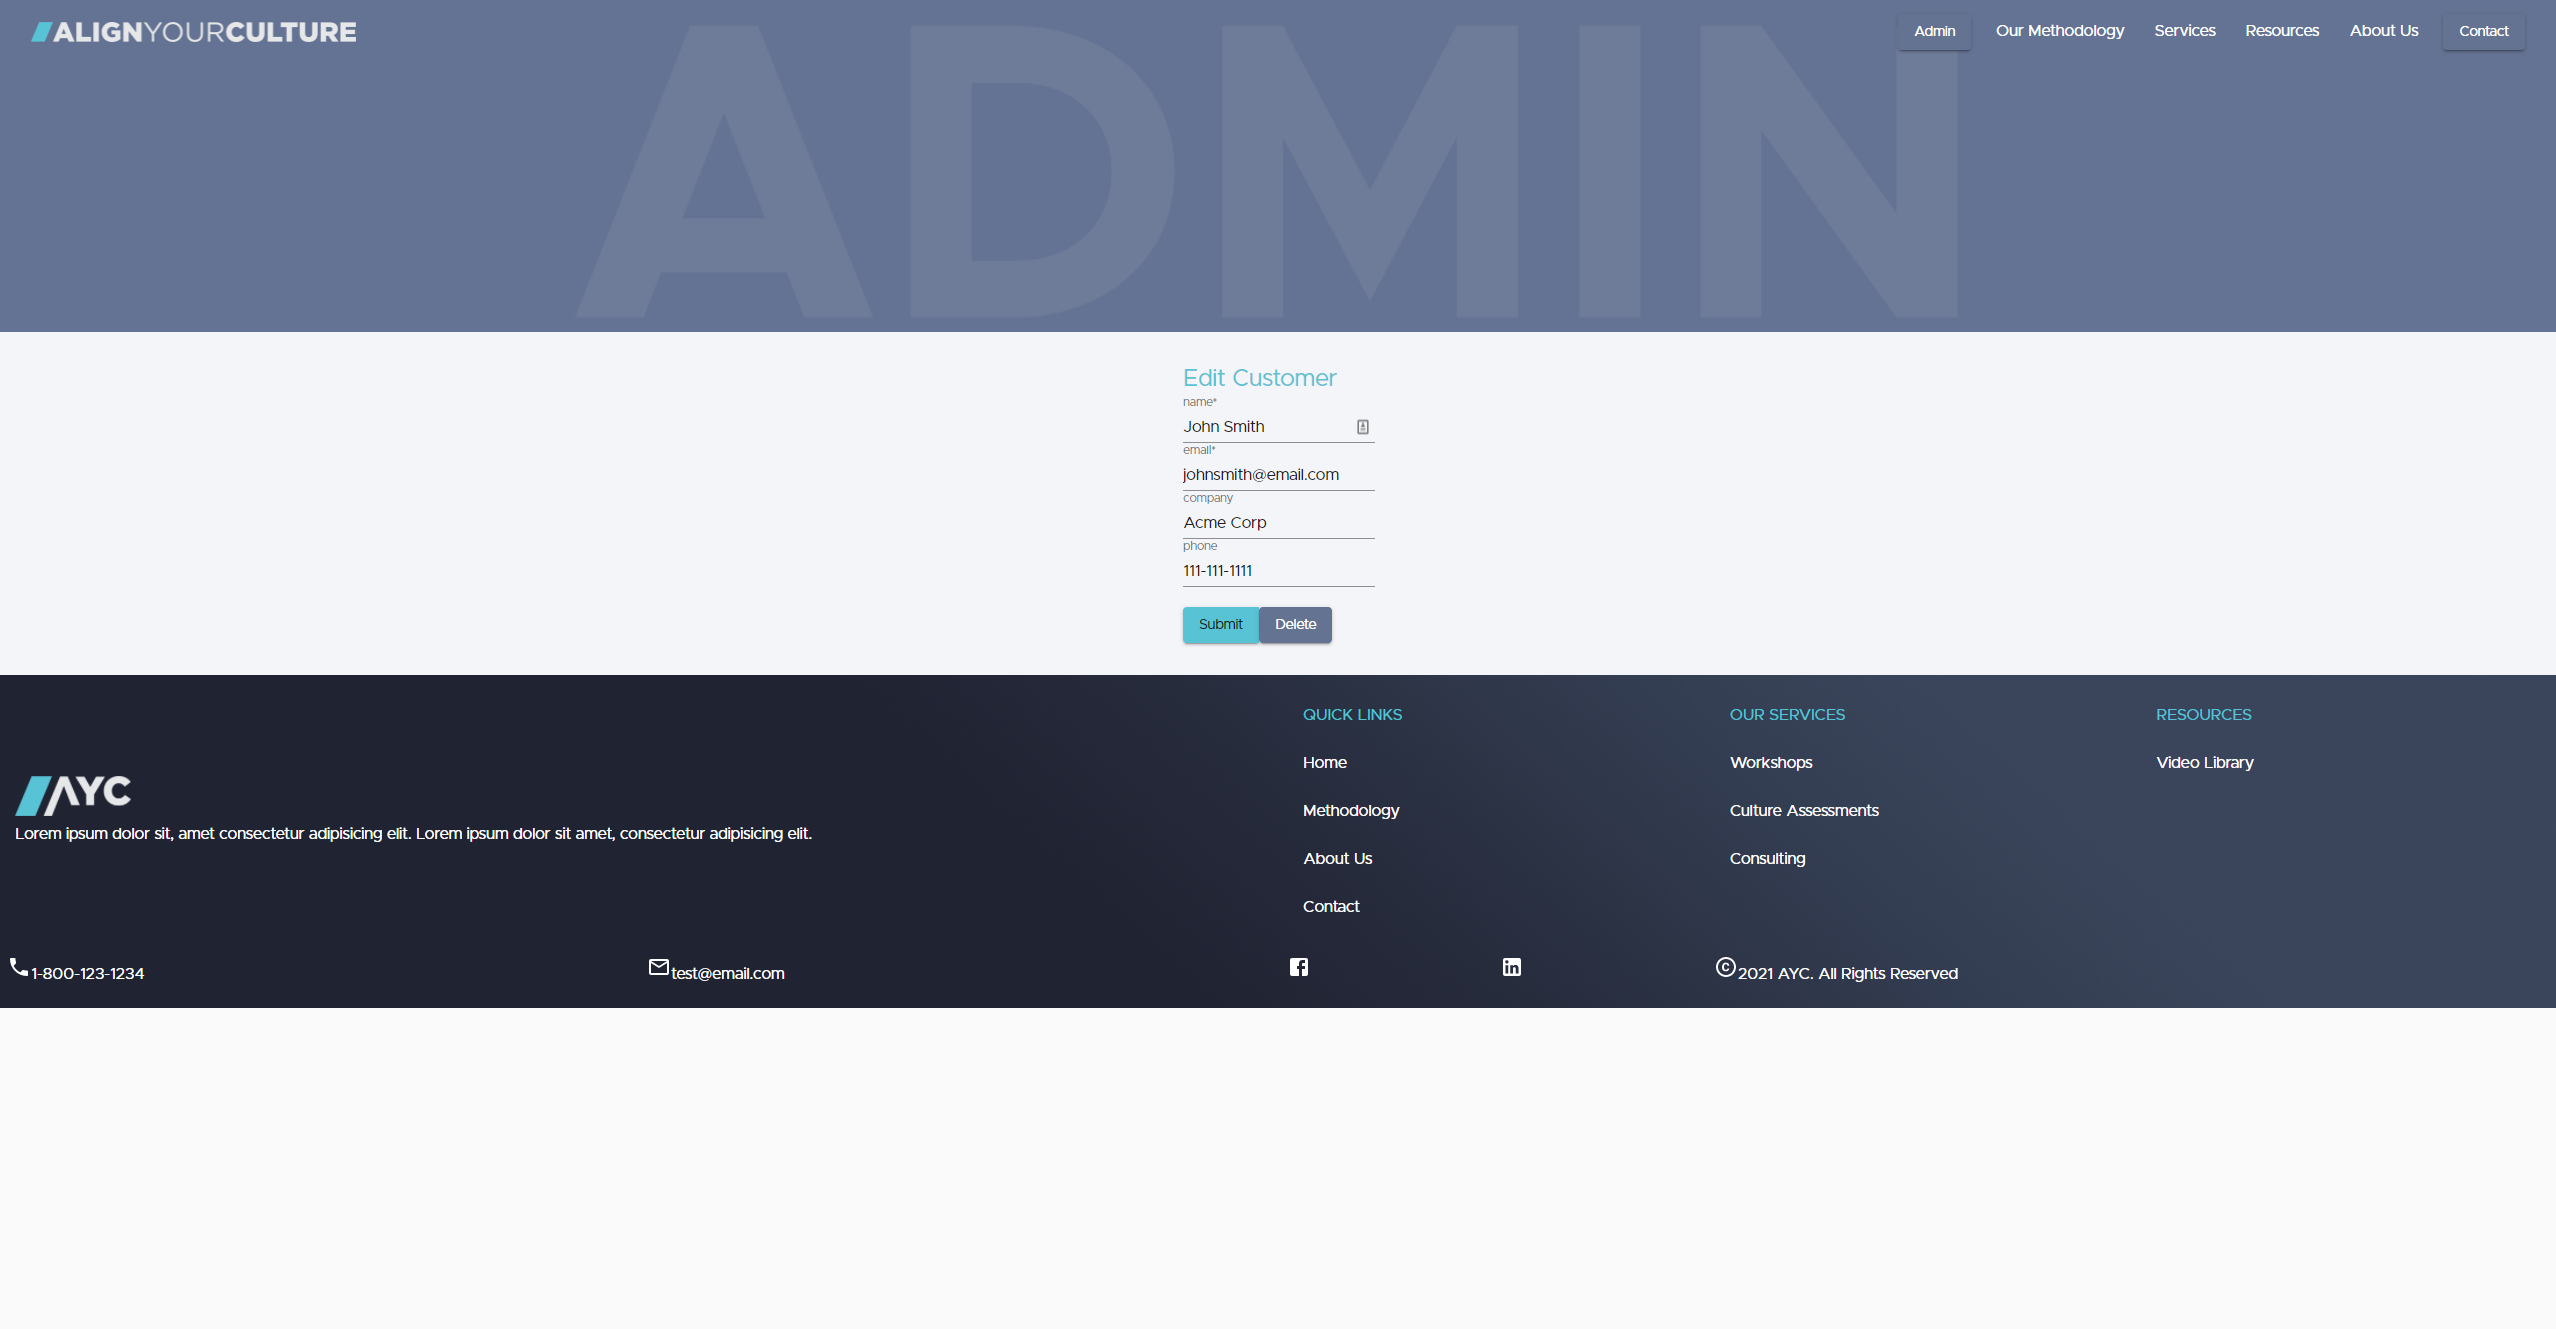 ALIGNYOURCULTURE
Admin
Our Methodology
Services
Resources
About Us
Contact
ADMIN
Edit Customer
name*
John Smith
email*
johnsmith@email.com
company
Acme Corp
phone
111-111-1111
Submit
Delete
AYC
Lorem ipsum dolor sit, amet consectetur adipisicing elit. Lorem ipsum dolor sit amet, consectetur adipisicing elit.
QUICK LINKS
Home
Methodology
About Us
Contact
OUR SERVICES
Workshops
Culture Assessments
Consulting
RESOURCES
Video Library
1-800-123-1234
test@email.com
© 2021 AYC. All Rights Reserved